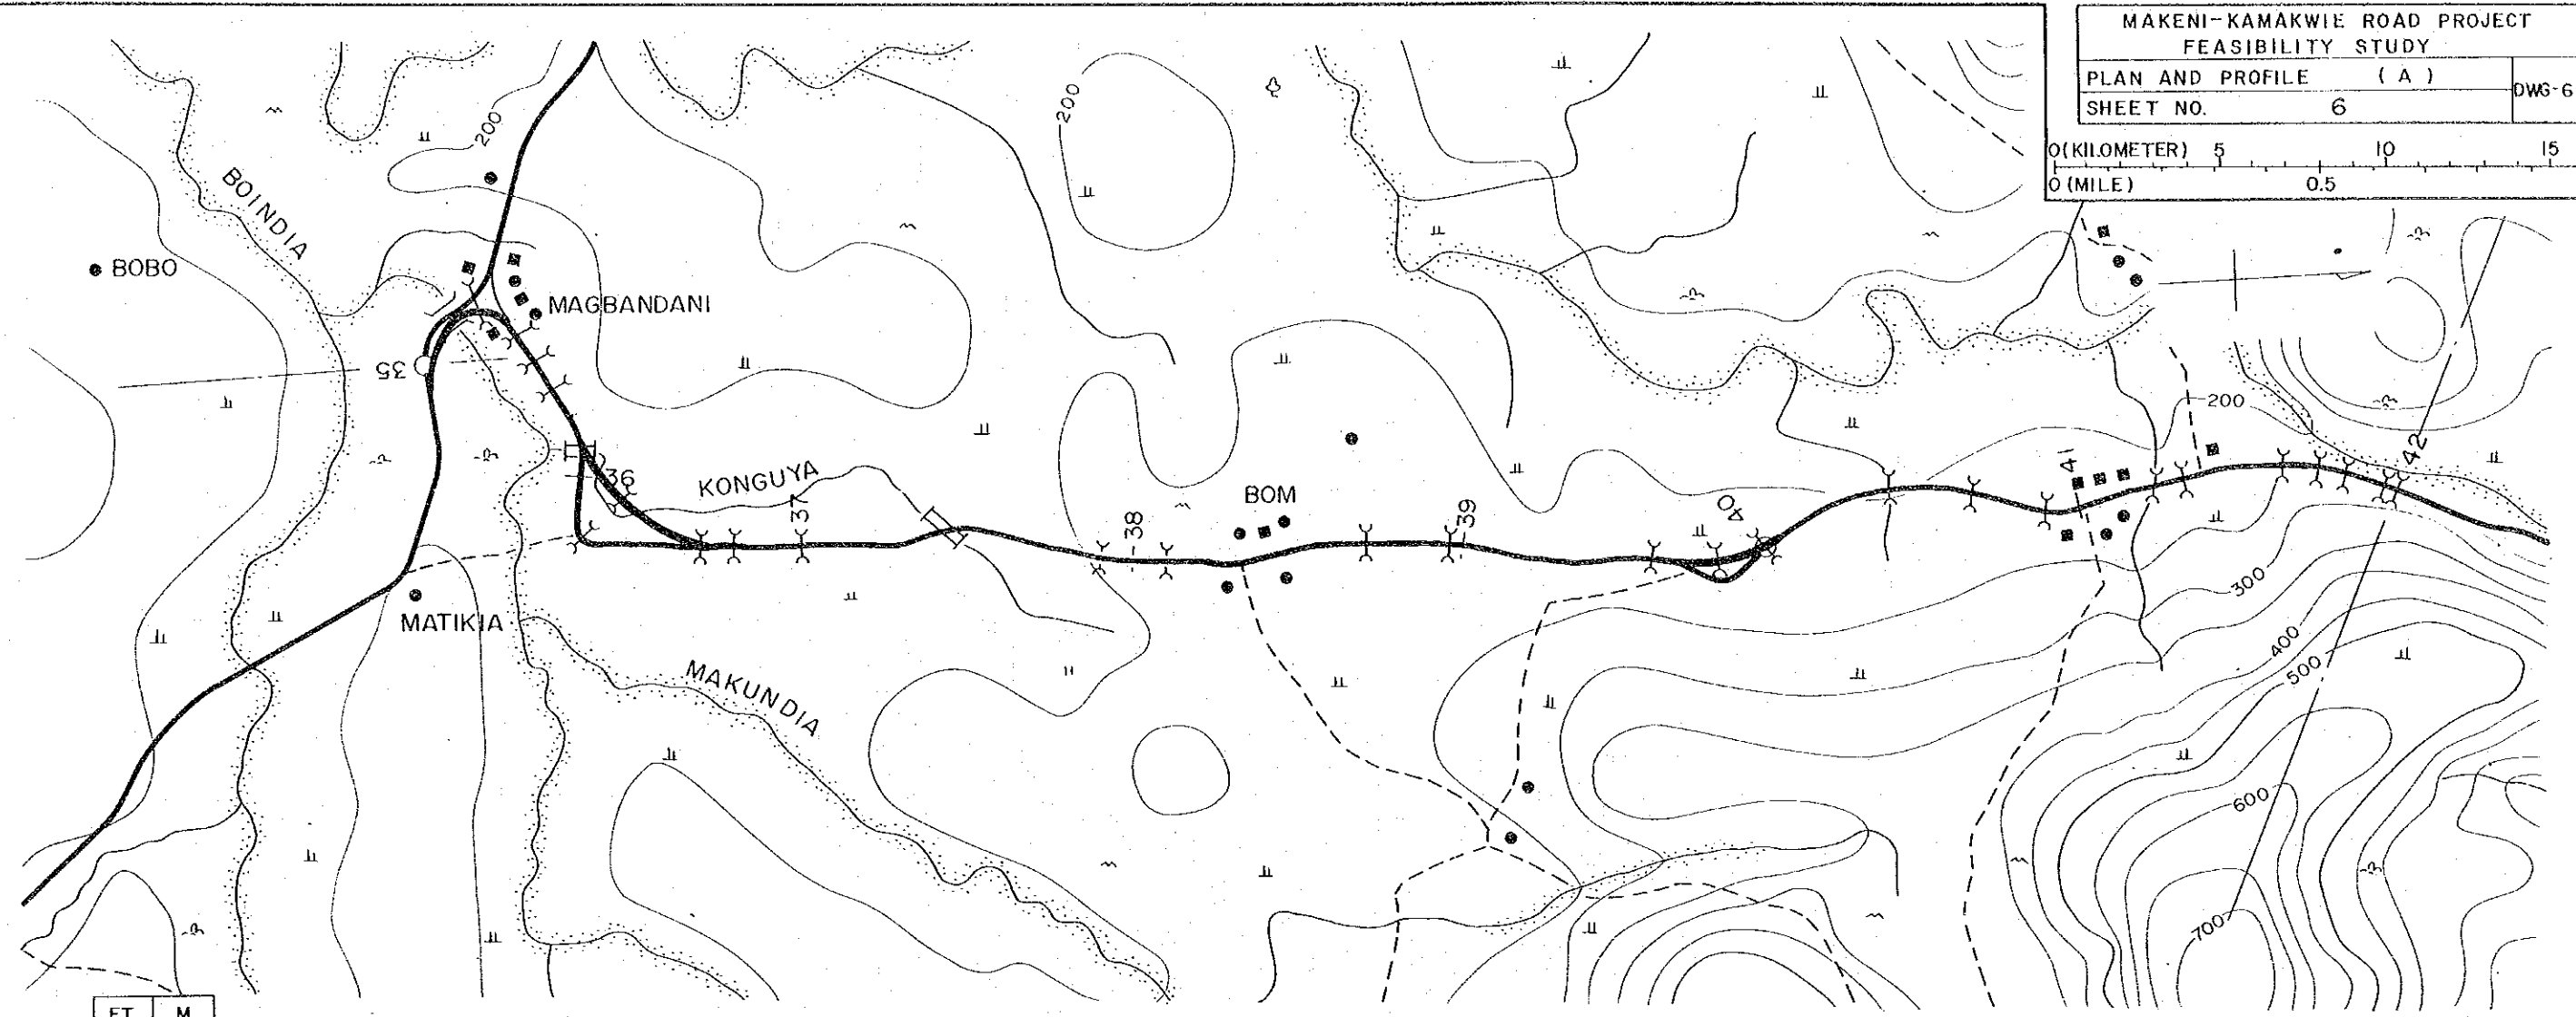 MAKENI-KAMAKWIE ROAD PROJECT
FEASIBILITY STUDY
PLAN AND PROFILE ( A )
DWG-6
SHEET NO. 6
0(KILOMETER) 5 10 15
0 (MILE) 0.5
200
200
BOINDIA
BOBO
MAGBANDANI
35
200
36
KONGUYA
37
38
BOM
39
40
41
42
MATIKIA
MAKUNDIA
300
400
500
600
700
FT M